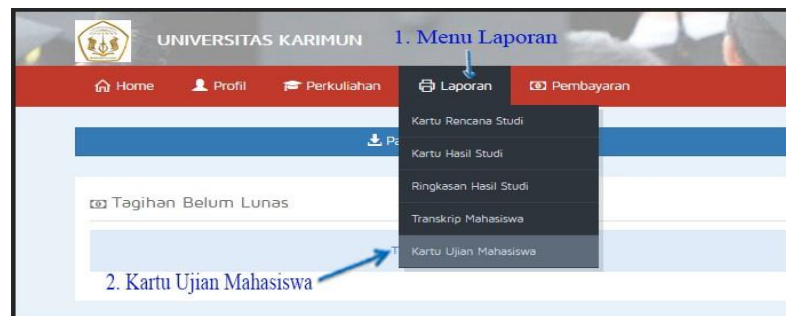 UNIVERSITAS KARIMUN
1. Menu Laporan
Home Profil Perkuliahan Laporan Pembayaran
Kartu Rencana Studi
Kartu Hasil Studi
Ringkasan Hasil Studi
Tagihan Belum Lunas
Transkrip Mahasiswa
Kartu Ujian Mahasiswa
2. Kartu Ujian Mahasiswa